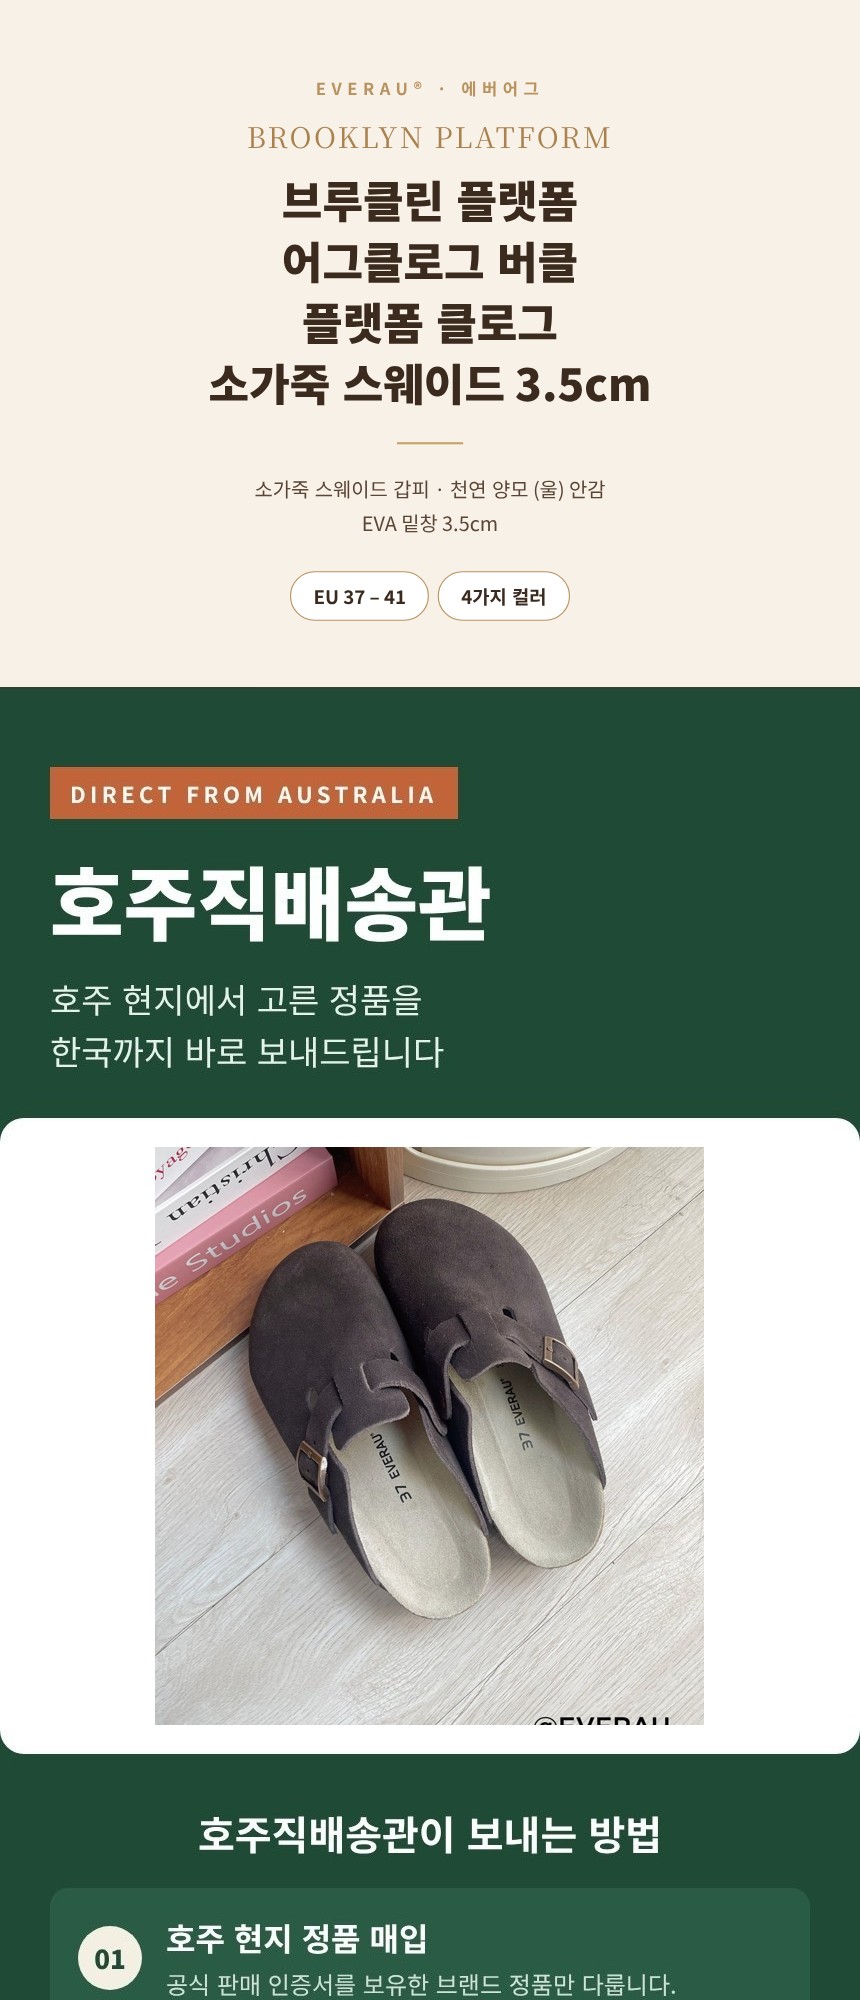 EVERAU® · 에버어그
BROOKLYN PLATFORM
브루클린 플랫폼
어그클로그 버클
플랫폼 클로그
소가죽 스웨이드 3.5cm
소가죽 스웨이드 갑피 · 천연 양모 (울) 안감
EVA 밑창 3.5cm
EU 37 – 41
4가지 컬러
DIRECT FROM AUSTRALIA
호주직배송관
호주 현지에서 고른 정품을
한국까지 바로 보내드립니다
Christian
Studios
37 EVERAU
37 EVERAU
@EVERAU
호주직배송관이 보내는 방법
01
호주 현지 정품 매입
공식 판매 인증서를 보유한 브랜드 정품만 다룹니다.